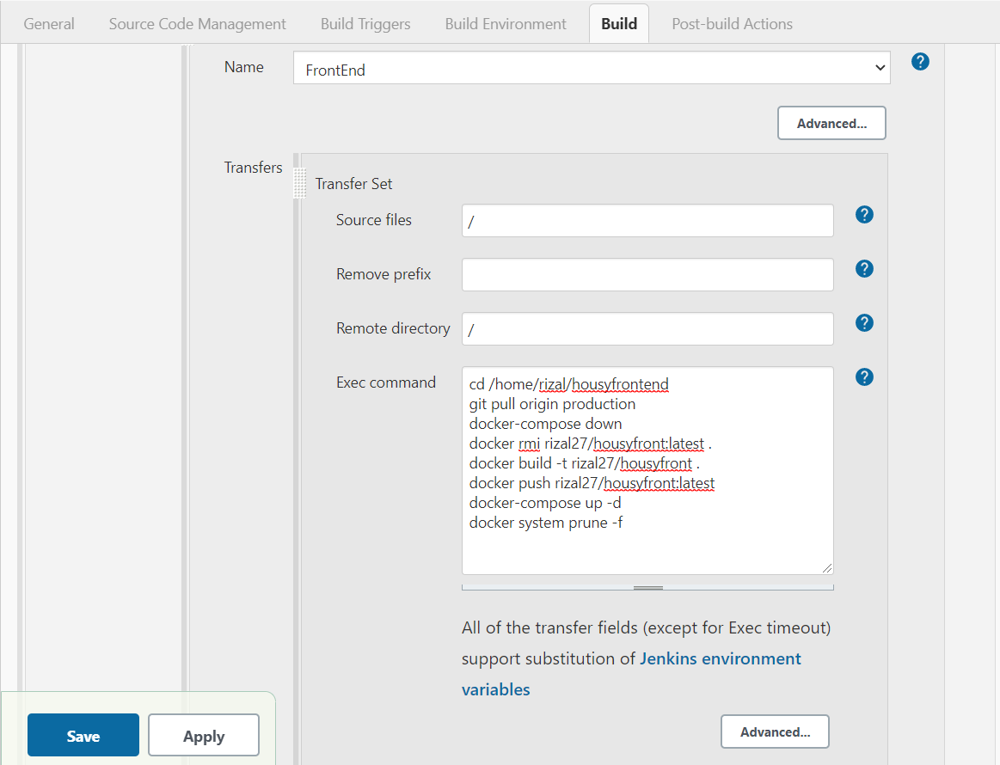 General Source Code Management Build Triggers Build Environment Build Post-build Actions
Name FrontEnd ?
Advanced...
Transfers
Transfer Set
Source files / ?
Remove prefix ?
Remote directory / ?
Exec command ?
cd /home/rizal/housyfrontend
git pull origin production
docker-compose down
docker rmi rizal27/housyfront:latest .
docker build -t rizal27/housyfront .
docker push rizal27/housyfront:latest
docker-compose up -d
docker system prune -f
All of the transfer fields (except for Exec timeout)
support substitution of Jenkins environment
variables
Advanced...
Save Apply